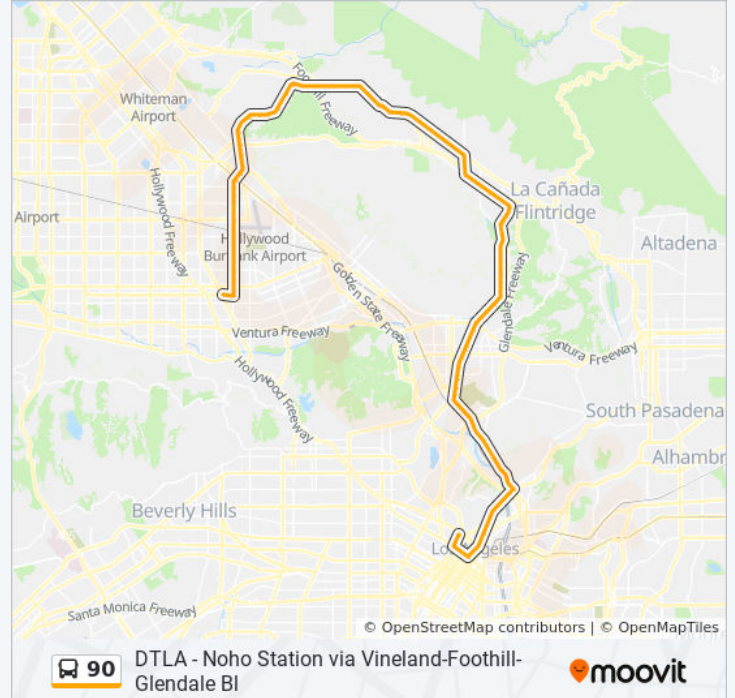 Whiteman
Airport
Foothill Freeway
Hollywood Freeway
La Cañada
Flintridge
Airport
Hollywood
Burbank Airport
Altadena
Golden State Freeway
Glendale Freeway
Ventura Freeway
Ventura Freeway
Hollywood Freeway
South Pasadena
Alhambr
Beverly Hills
Los Angeles
Santa Monica Freeway
© OpenStreetMap contributors | © OpenMapTiles
90
DTLA - Noho Station via Vineland-Foothill-
Glendale Bl
moovit